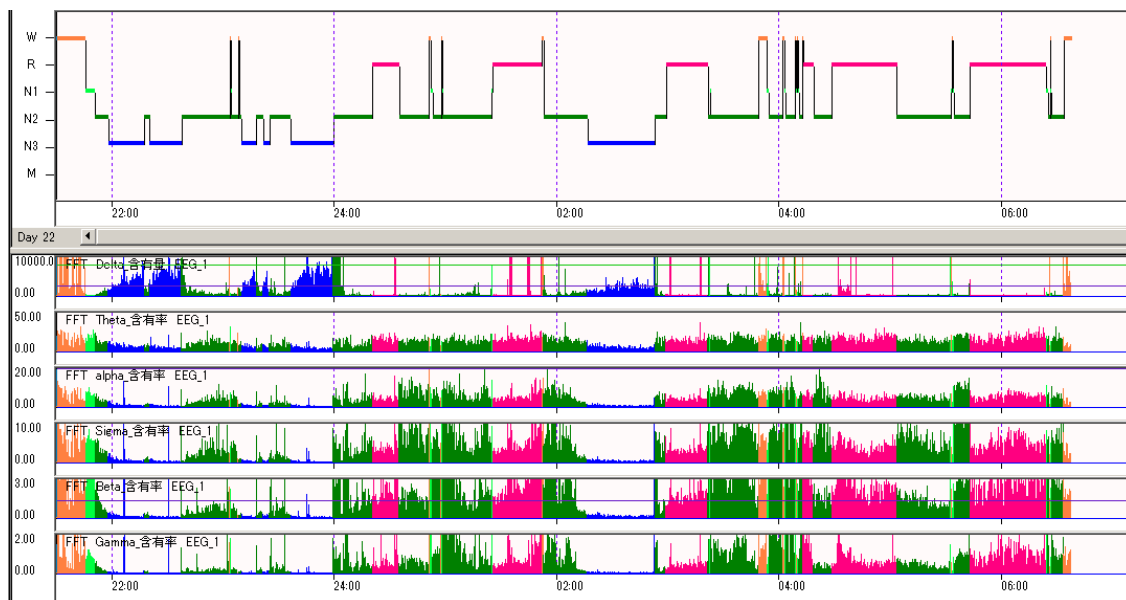 W
R
N1
N2
N3
M
22:00 24:00 02:00 04:00 06:00
Day 22
10000.0 FFT Delta_含有量 EEG_1
0.00
50.00 FFT Theta_含有率 EEG_1
0.00
20.00 FFT alpha_含有率 EEG_1
0.00
10.00 FFT Sigma_含有率 EEG_1
0.00
3.00 FFT Beta_含有率 EEG_1
0.00
2.00 FFT Gamma_含有率 EEG_1
0.00
22:00 24:00 02:00 04:00 06:00